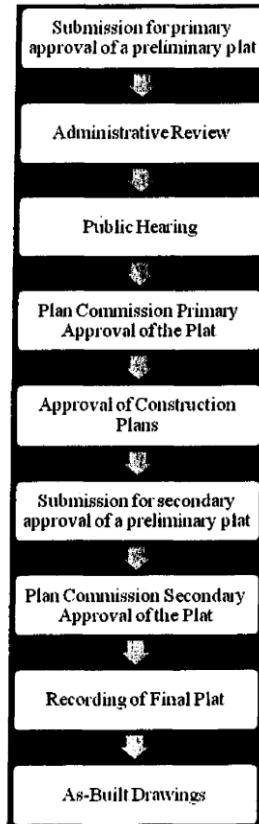 Submission for primary
approval of a preliminary plat
Administrative Review
Public Hearing
Plan Commission Primary
Approval of the Plat
Approval of Construction
Plans
Submission for secondary
approval of a preliminary plat
Plan Commission Secondary
Approval of the Plat
Recording of Final Plat
As-Built Drawings